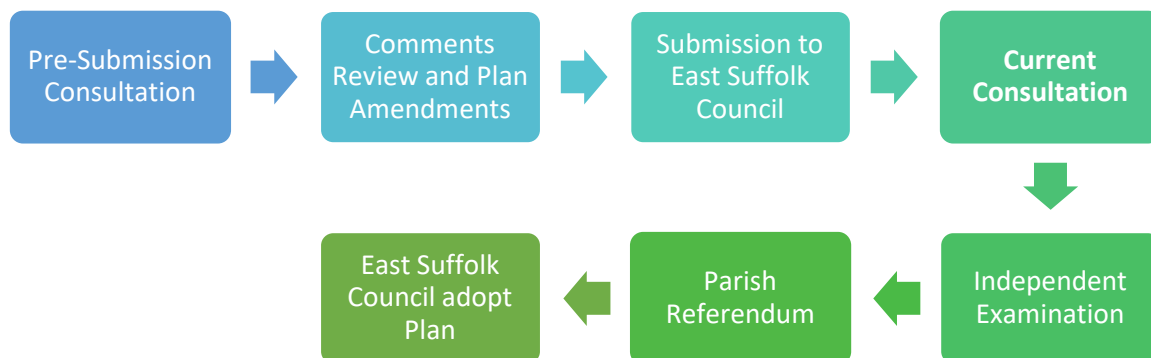 Pre-Submission
Consultation
Comments
Review and Plan
Amendments
Submission to
East Suffolk
Council
Current
Consultation
Independent
Examination
Parish
Referendum
East Suffolk
Council adopt
Plan